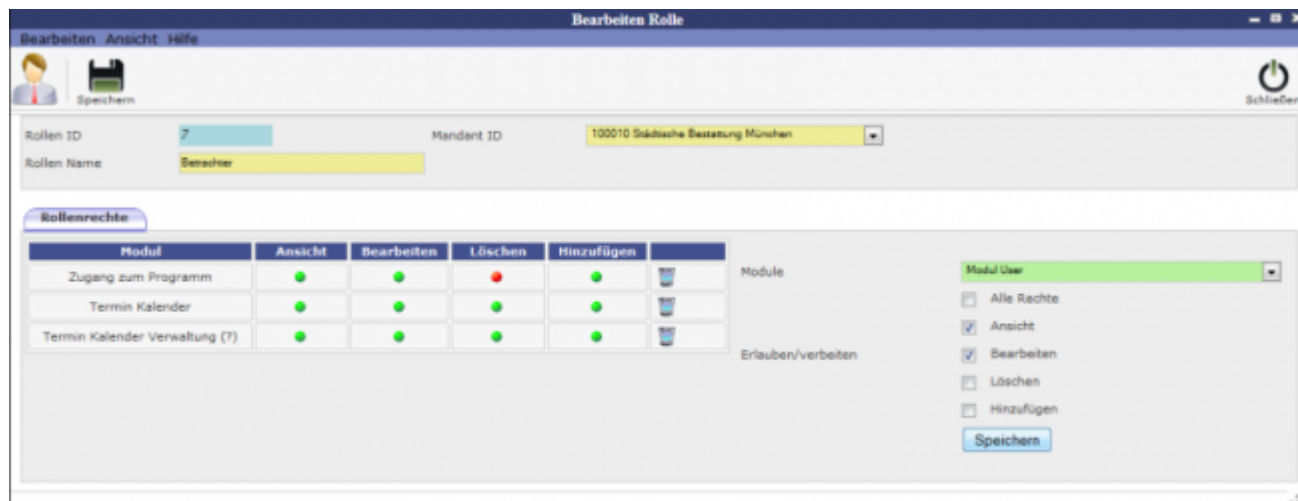 Bearbeiten Rolle
Bearbeiten Ansicht Hilfe
Speichern
Schließen
Rollen ID 7 Mandant ID 100010 Städtische Bestattung München
Rollen Name Betrachter
Rollenrechte
Modul Ansicht Bearbeiten Löschen Hinzufügen
Zugang zum Programm
Termin Kalender
Termin Kalender Verwaltung (?)
Module Modul User
Alle Rechte
Ansicht
Erlauben/verbeiten
Bearbeiten
Löschen
Hinzufügen
Speichern